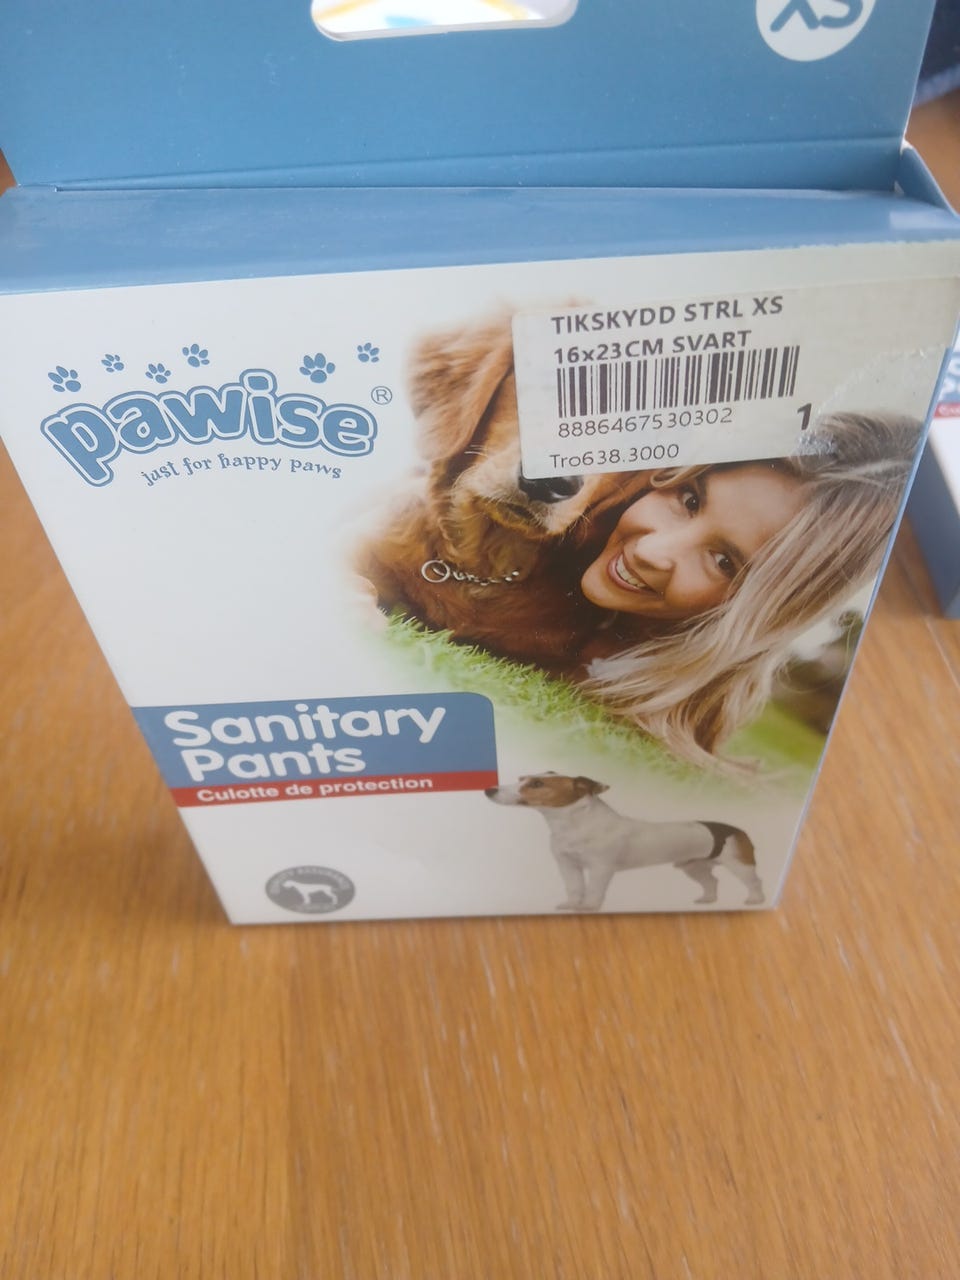 XS
TIKSKYDD STRL XS
16x23CM SVART
8886467530302
1
Tro638.3000
pawise®
just for happy paws
Sanitary
Pants
Culotte de protection